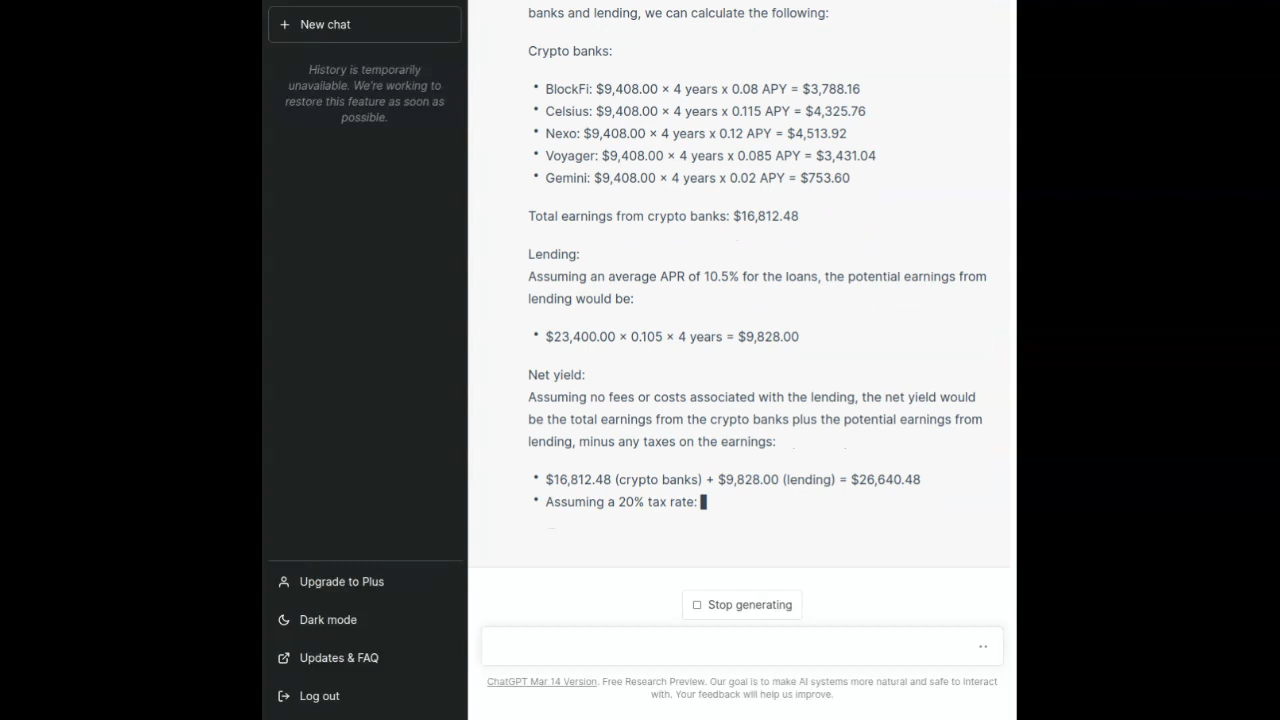 New chat
History is temporarily
unavailable. We're working to
restore this feature as soon as
possible.
Upgrade to Plus
Dark mode
Updates & FAQ
Log out
banks and lending, we can calculate the following:
Crypto banks:
• BlockFi: $9,408.00 × 4 years x 0.08 APY = $3,788.16
• Celsius: $9,408.00 × 4 years x 0.115 APY = $4,325.76
• Nexo: $9,408.00 × 4 years x 0.12 APY = $4,513.92
• Voyager: $9,408.00 × 4 years x 0.085 APY = $3,431.04
• Gemini: $9,408.00 × 4 years x 0.02 APY = $753.60
Total earnings from crypto banks: $16,812.48
Lending:
Assuming an average APR of 10.5% for the loans, the potential earnings from
lending would be:
• $23,400.00 × 0.105 × 4 years = $9,828.00
Net yield:
Assuming no fees or costs associated with the lending, the net yield would
be the total earnings from the crypto banks plus the potential earnings from
lending, minus any taxes on the earnings:
• $16,812.48 (crypto banks) + $9,828.00 (lending) = $26,640.48
• Assuming a 20% tax rate:
Stop generating
ChatGPT Mar 14 Version. Free Research Preview. Our goal is to make AI systems more natural and safe to interact
with. Your feedback will help us improve.